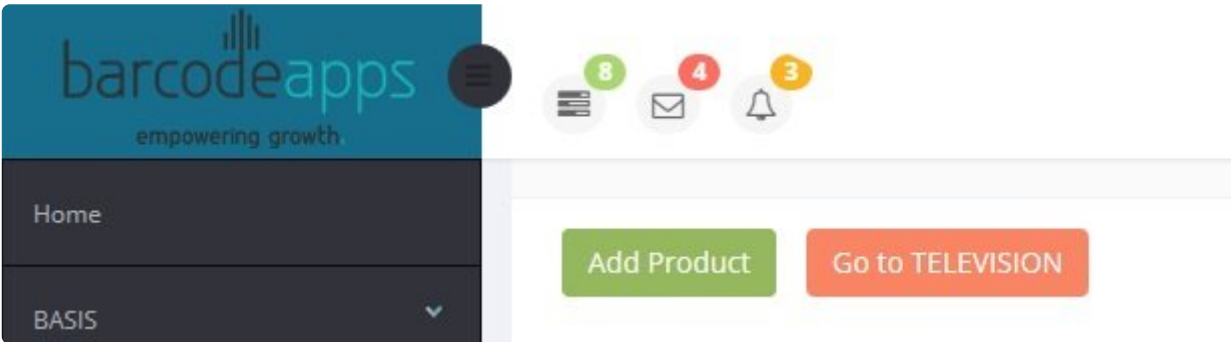 barcodeapps
empowering growth.
8 4 3
Home
Add Product Go to TELEVISION
BASIS